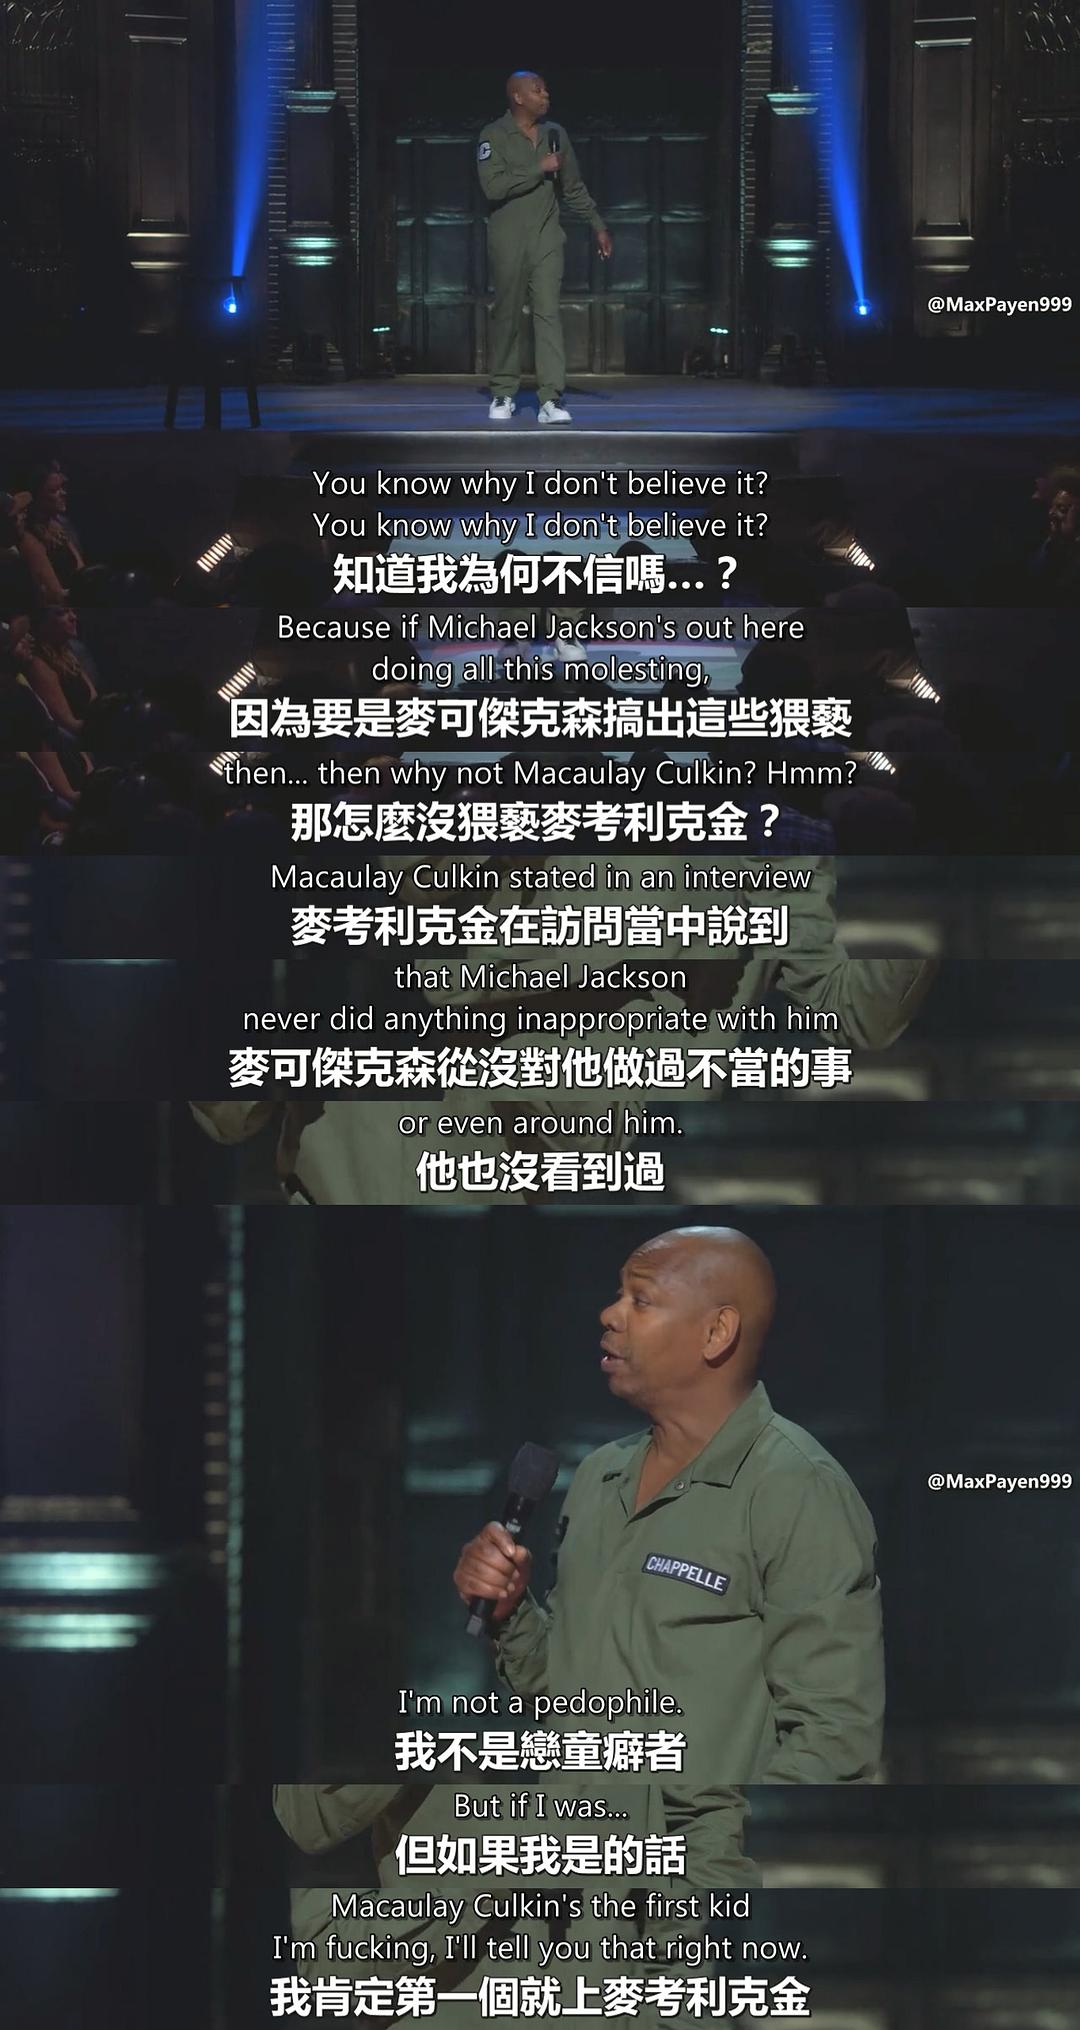 C
@MaxPayen999
You know why I don't believe it?
You know why I don't believe it?
知道我為何不信嗎…？
Because if Michael Jackson's out here
doing all this molesting,
因為要是麥可傑克森搞出這些猥褻
then... then why not Macaulay Culkin? Hmm?
那怎麼沒猥褻麥考利克金？
Macaulay Culkin stated in an interview
麥考利克金在訪問當中說到
that Michael Jackson
never did anything inappropriate with him
麥可傑克森從沒對他做過不當的事
or even around him.
他也沒看到過
@MaxPayen999
CHAPPELLE
I'm not a pedophile.
我不是戀童癖者
But if I was...
但如果我是的話
Macaulay Culkin's the first kid
I'm fucking, I'll tell you that right now.
我肯定第一個就上麥考利克金